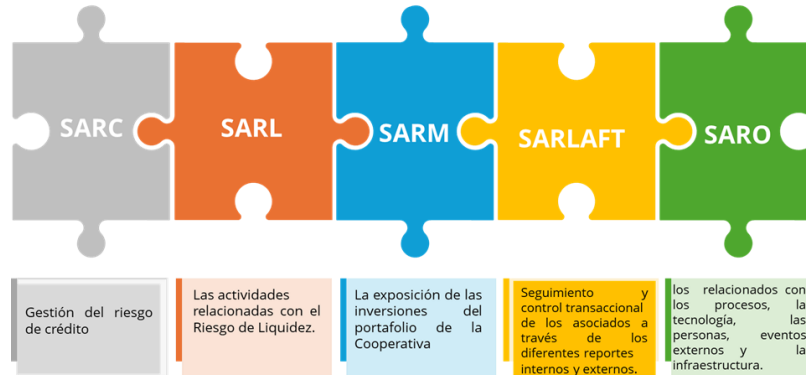 SARC
SARL
SARM
SARLAFT
SARO
Gestión del riesgo
de crédito
Las actividades
relacionadas con el
Riesgo de Liquidez.
La exposición de las
inversiones del
portafolio de la
Cooperativa
Seguimiento y
control transaccional
de los asociados a
través de los
diferentes reportes
internos y externos.
los relacionados con
los procesos, la
tecnología, las
personas, eventos
externos y la
infraestructura.